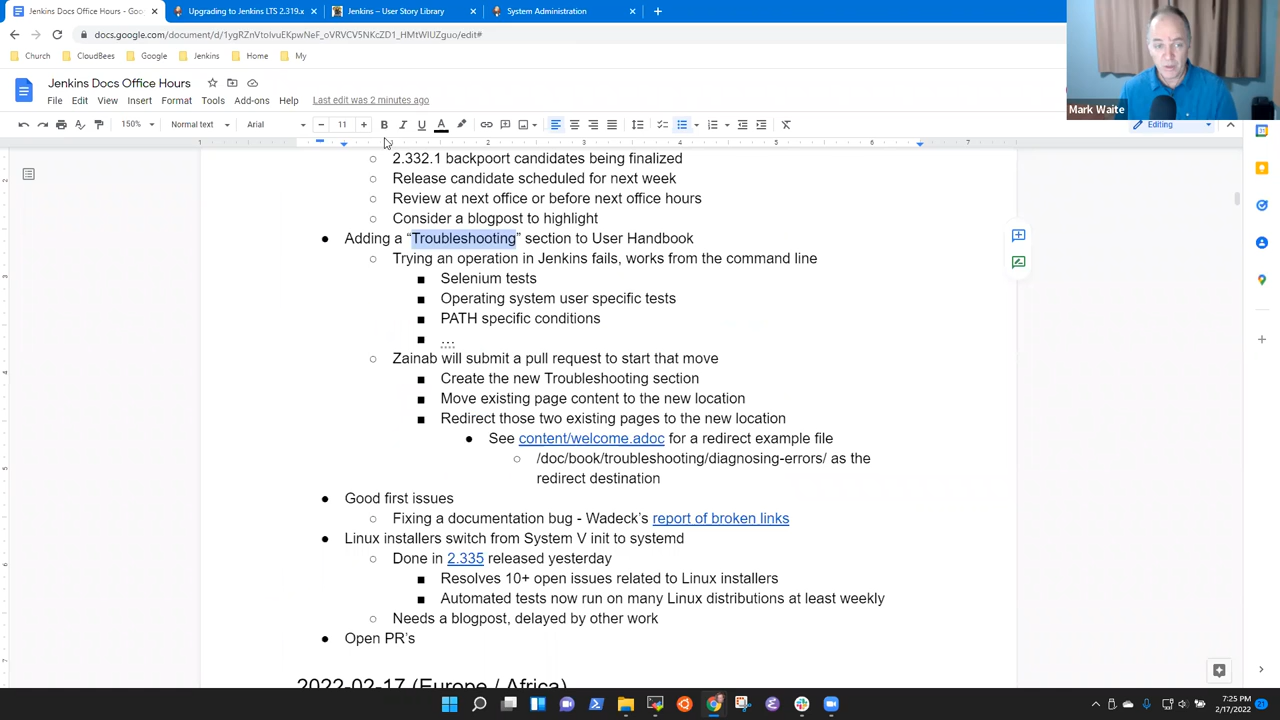 Jenkins Docs Office Hours - Goo
Upgrading to Jenkins LTS 2.319.x
Jenkins – User Story Library
System Administration
docs.google.com/document/d/1ygRZnVtoIvuEKpwNeF_oVRVCV5NKcZD1_HMtWIUZguo/edit#
Church
CloudBees
Google
Jenkins
Home
My
Jenkins Docs Office Hours
File Edit View Insert Format Tools Add-ons Help Last edit was 2 minutes ago
Mark Waite
150% Normal text Arial 11 Editing
2.332.1 backpoort candidates being finalized
Release candidate scheduled for next week
Review at next office or before next office hours
Consider a blogpost to highlight
Adding a “Troubleshooting” section to User Handbook
Trying an operation in Jenkins fails, works from the command line
Selenium tests
Operating system user specific tests
PATH specific conditions
…
Zainab will submit a pull request to start that move
Create the new Troubleshooting section
Move existing page content to the new location
Redirect those two existing pages to the new location
See content/welcome.adoc for a redirect example file
/doc/book/troubleshooting/diagnosing-errors/ as the
redirect destination
Good first issues
Fixing a documentation bug - Wadeck’s report of broken links
Linux installers switch from System V init to systemd
Done in 2.335 released yesterday
Resolves 10+ open issues related to Linux installers
Automated tests now run on many Linux distributions at least weekly
Needs a blogpost, delayed by other work
Open PR’s
2022-02-17 (Europe / Africa)
7:25 PM
2/17/2022